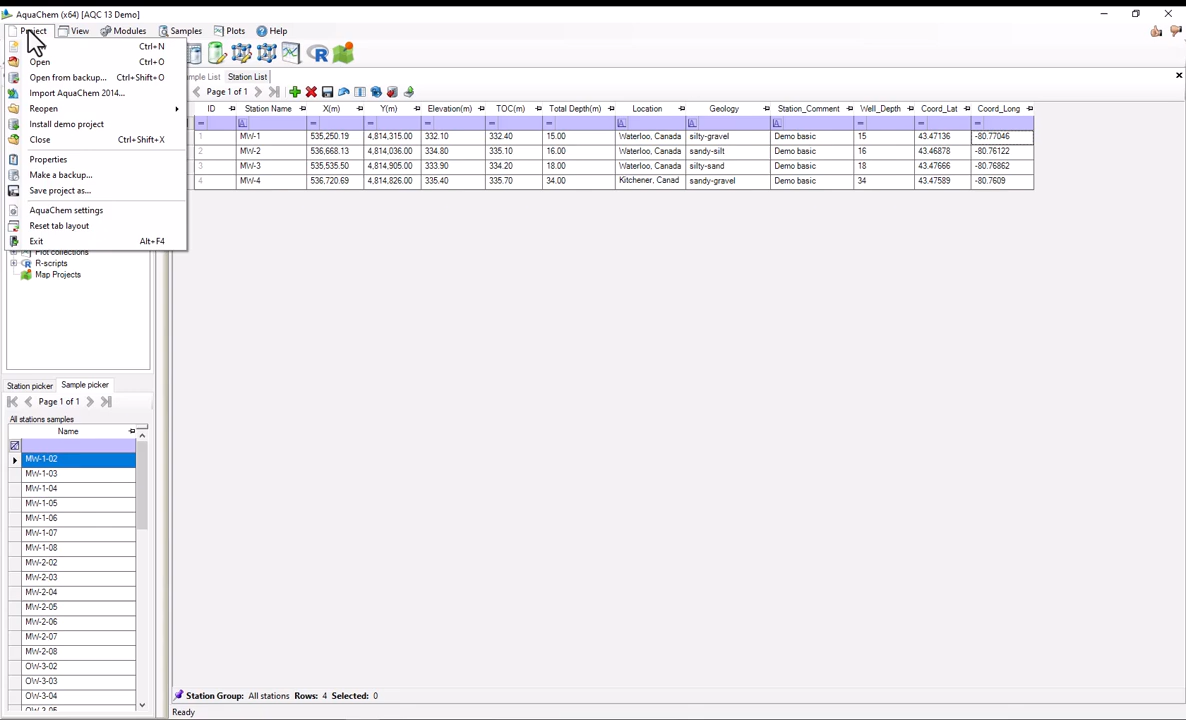 AquaChem (x64) [AQC 13 Demo]
Project View Modules Samples Plots Help
Ctrl+N
Open Ctrl+O
Open from backup... Ctrl+Shift+O
Import AquaChem 2014...
Reopen
Install demo project
Close Ctrl+Shift+X
Properties
Make a backup...
Save project as...
AquaChem settings
Reset tab layout
Exit Alt+F4
Plot collections
R-scripts
Map Projects
mple List Station List
Page 1 of 1
ID Station Name X(m) Y(m) Elevation(m) TOC(m) Total Depth(m) Location Geology Station_Comment Well_Depth Coord_Lat Coord_Long
1 MW-1 535,250.19 4,814,315.00 332.10 332.40 15.00 Waterloo, Canada silty-gravel Demo basic 15 43.47136 -80.77046
2 MW-2 536,668.13 4,814,036.00 334.80 335.10 16.00 Waterloo, Canada sandy-silt Demo basic 16 43.46878 -80.76122
3 MW-3 535,535.50 4,814,905.00 333.90 334.20 18.00 Waterloo, Canada silty-sand Demo basic 18 43.47666 -80.76862
4 MW-4 536,720.69 4,814,826.00 335.40 335.70 34.00 Kitchener, Canad sandy-gravel Demo basic 34 43.47589 -80.7609
Station picker Sample picker
Page 1 of 1
All stations samples
Name
MW-1-02
MW-1-03
MW-1-04
MW-1-05
MW-1-06
MW-1-07
MW-1-08
MW-2-02
MW-2-03
MW-2-04
MW-2-05
MW-2-06
MW-2-07
MW-2-08
OW-3-02
OW-3-03
OW-3-04
OW-3-05
Station Group: All stations Rows: 4 Selected: 0
Ready